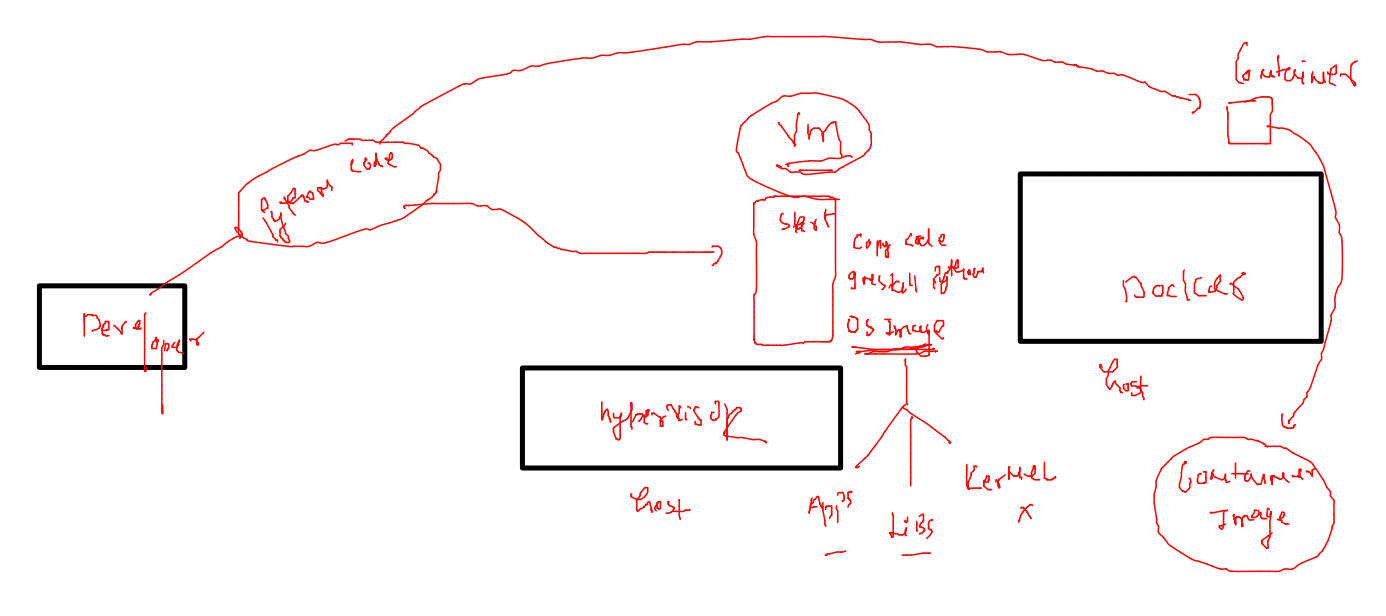 Container
Vm
Python code
Start
Copy code
Install Python
OS Image
Developer
Docker
host
hypervisor
host
Apps
LiBs
Kernel
x
Container
Image